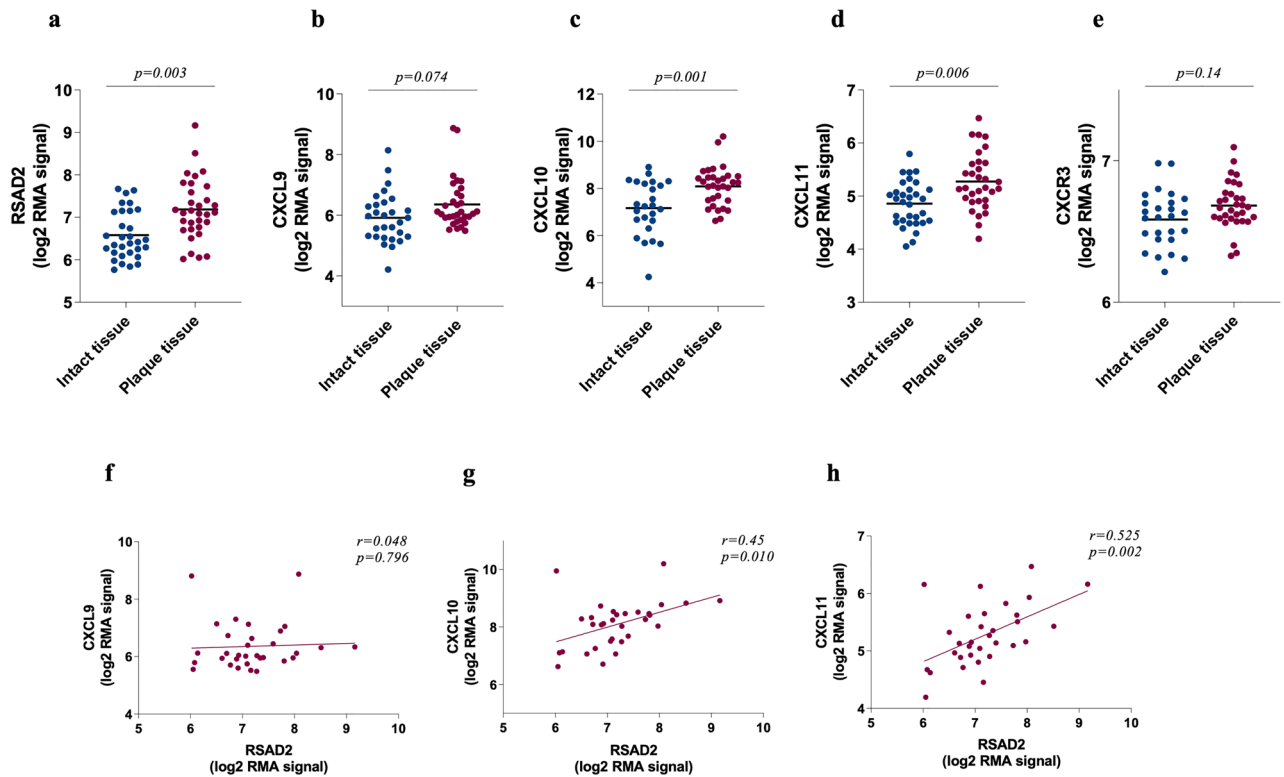 a
p=0.003
RSAD2
(log2 RMA signal)
10
9
8
7
6
5
Intact tissue
Plaque tissue
b
p=0.074
CXCL9
(log2 RMA signal)
10
8
6
4
Intact tissue
Plaque tissue
c
p=0.001
CXCL10
(log2 RMA signal)
12
10
8
6
4
Intact tissue
Plaque tissue
d
p=0.006
CXCL11
(log2 RMA signal)
7
6
5
4
3
Intact tissue
Plaque tissue
e
p=0.14
CXCR3
(log2 RMA signal)
7
6
Intact tissue
Plaque tissue
f
r=0.048
p=0.796
CXCL9
(log2 RMA signal)
10
8
6
4
5 6 7 8 9 10
RSAD2
(log2 RMA signal)
g
r=0.45
p=0.010
CXCL10
(log2 RMA signal)
10
8
6
5 6 7 8 9 10
RSAD2
(log2 RMA signal)
h
r=0.525
p=0.002
CXCL11
(log2 RMA signal)
7
6
5
4
5 6 7 8 9 10
RSAD2
(log2 RMA signal)